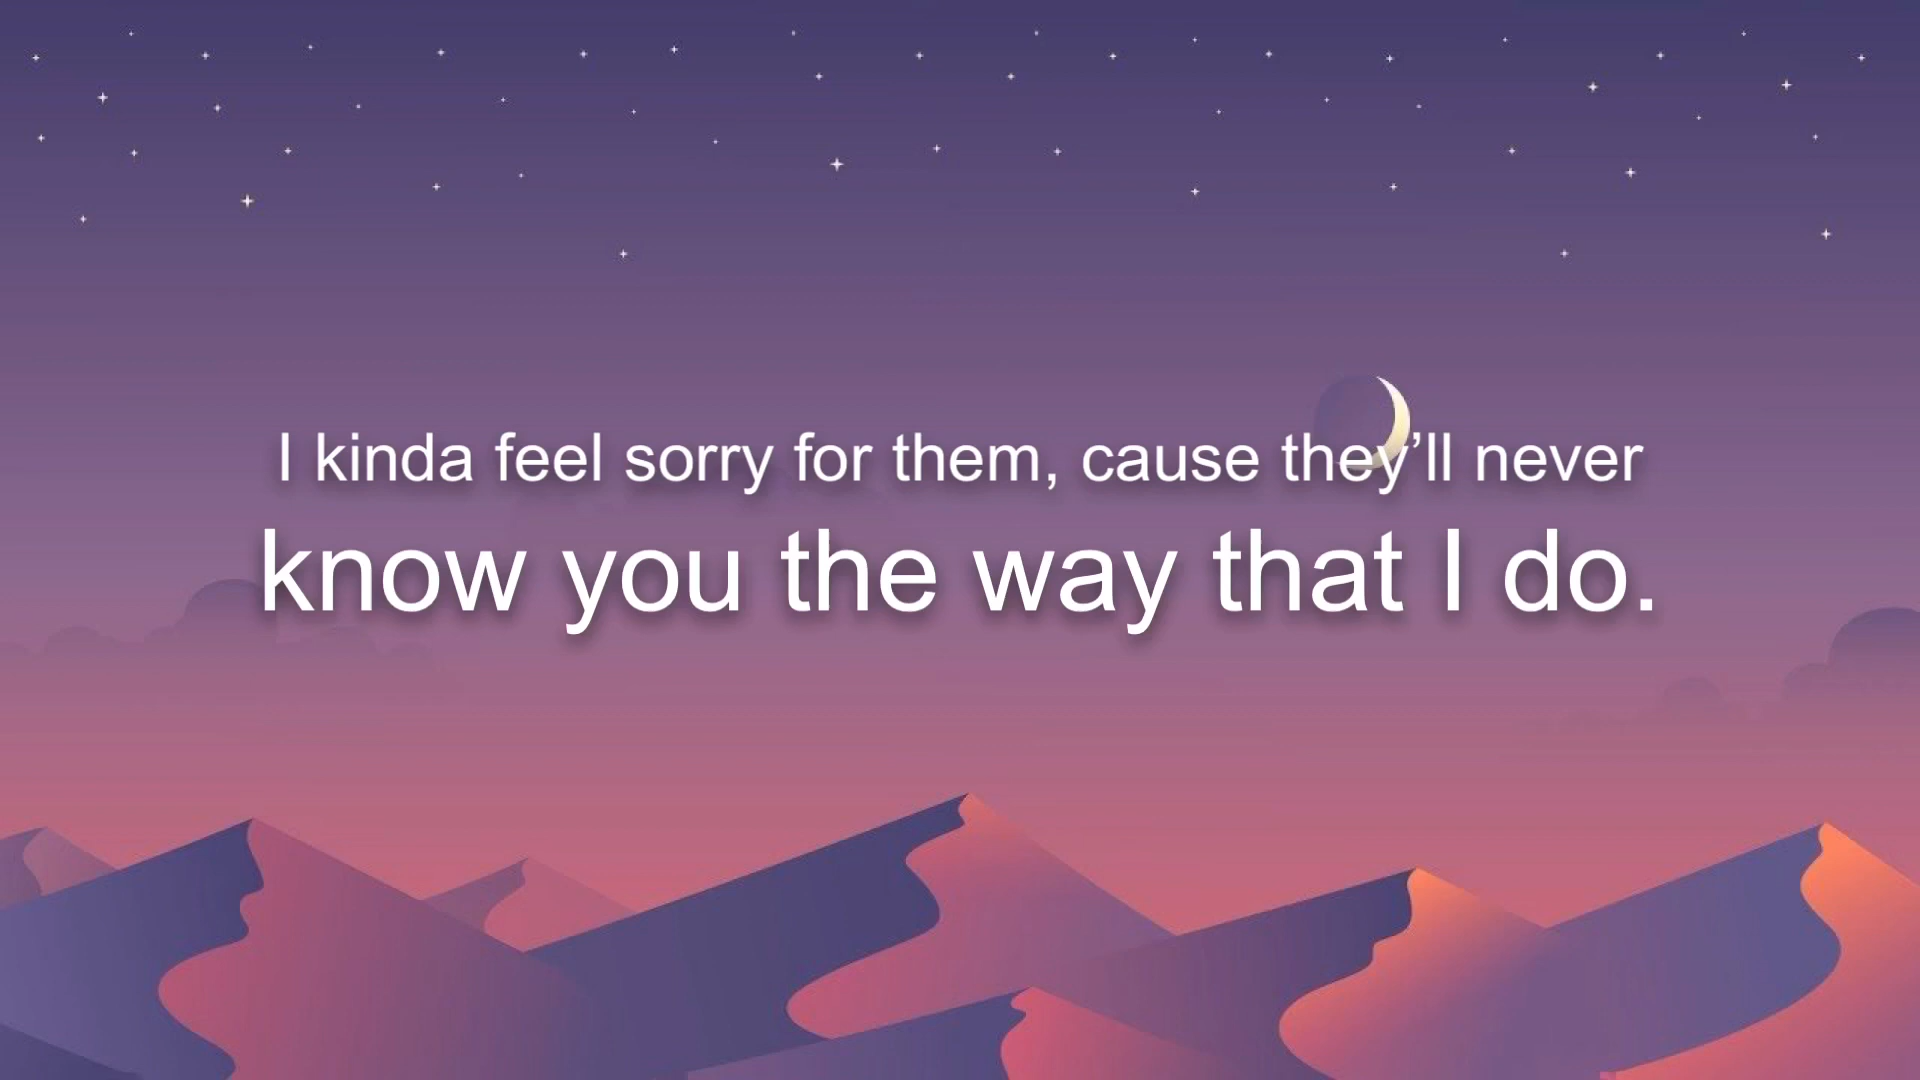 I kinda feel sorry for them, cause they’ll never
know you the way that I do.